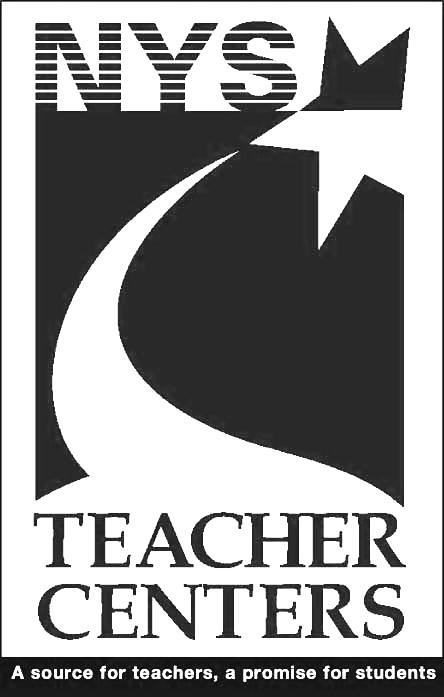 NYS
TEACHER
CENTERS
A source for teachers, a promise for students